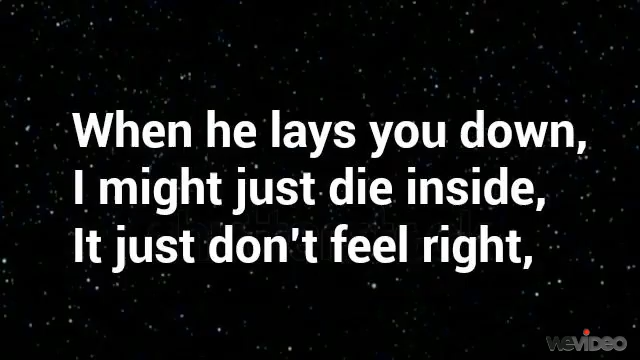 When he lays you down,
I might just die inside,
It just don't feel right,
WEVIDEO